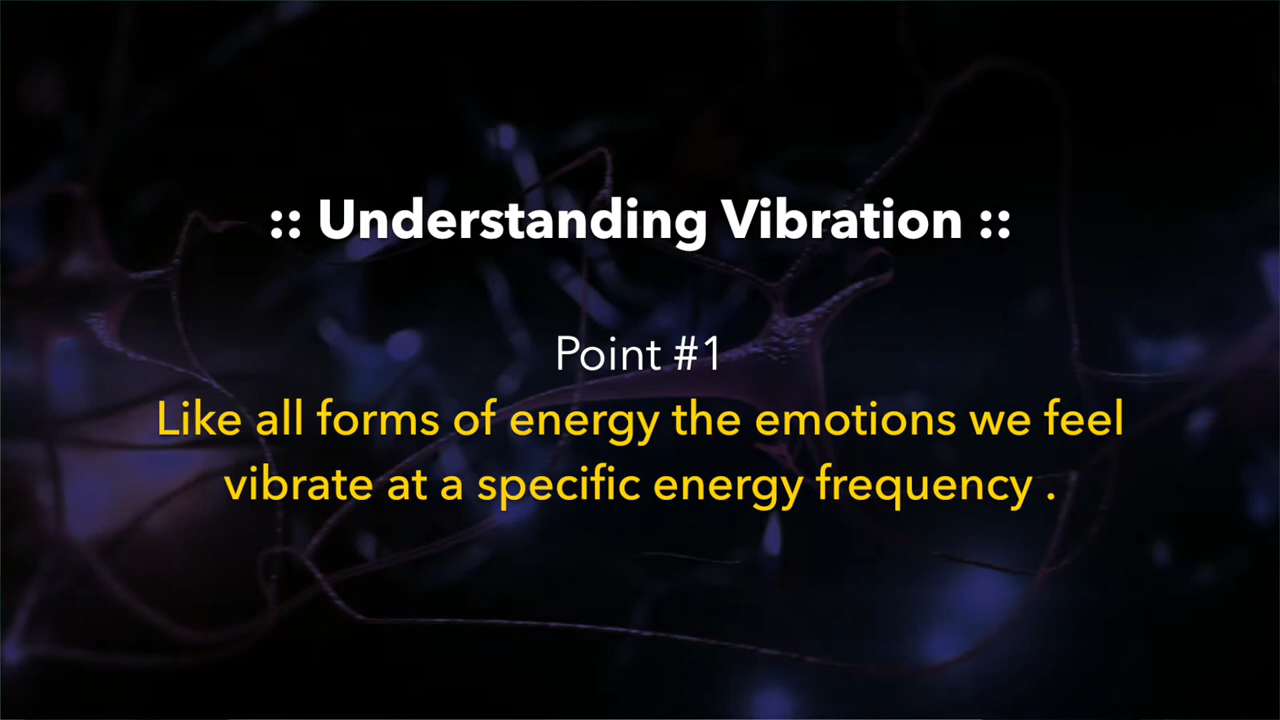 :: Understanding Vibration ::
Point #1
Like all forms of energy the emotions we feel
vibrate at a specific energy frequency .